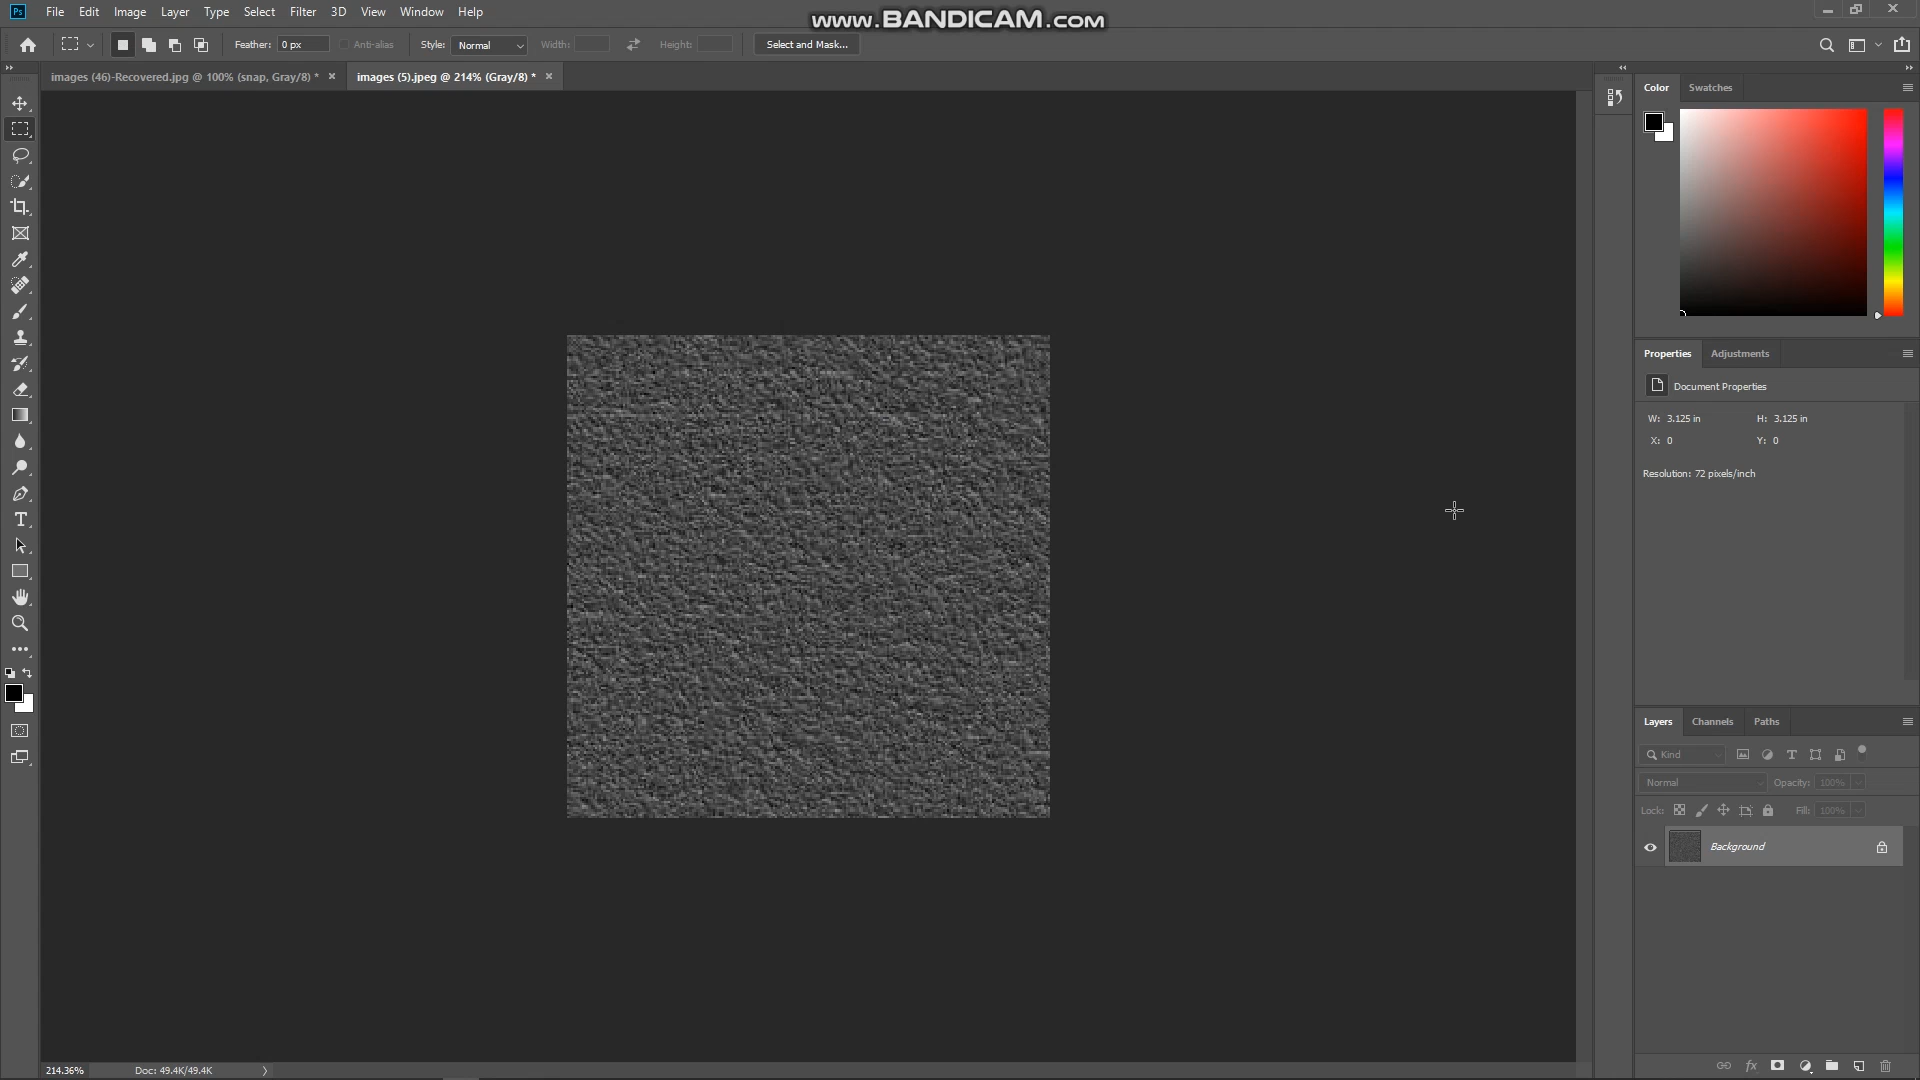 Ps File Edit Image Layer Type Select Filter 3D View Window Help
www.BANDICAM.com
Feather: 0 px Anti-alias Style: Normal Width: Height: Select and Mask...
images (46)-Recovered.jpg @ 100% (snap, Gray/8) * × images (5).jpeg @ 214% (Gray/8) * ×
Color Swatches
Properties Adjustments
Document Properties
W: 3.125 in H: 3.125 in
X: 0 Y: 0
Resolution: 72 pixels/inch
Layers Channels Paths
Kind
Normal Opacity: 100%
Lock: Fill: 100%
Background
214.36% Doc: 49.4K/49.4K